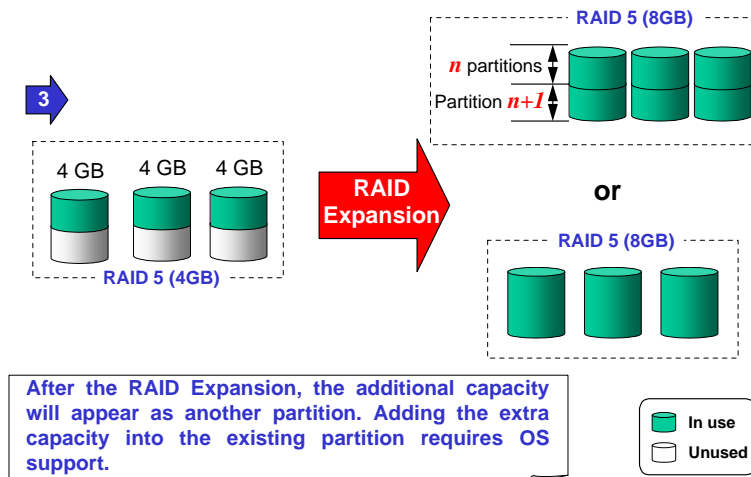 3
4 GB 4 GB 4 GB
RAID 5 (4GB)
RAID
Expansion
RAID 5 (8GB)
n partitions
Partition n+1
or
RAID 5 (8GB)
After the RAID Expansion, the additional capacity
will appear as another partition. Adding the extra
capacity into the existing partition requires OS
support.
In use
Unused